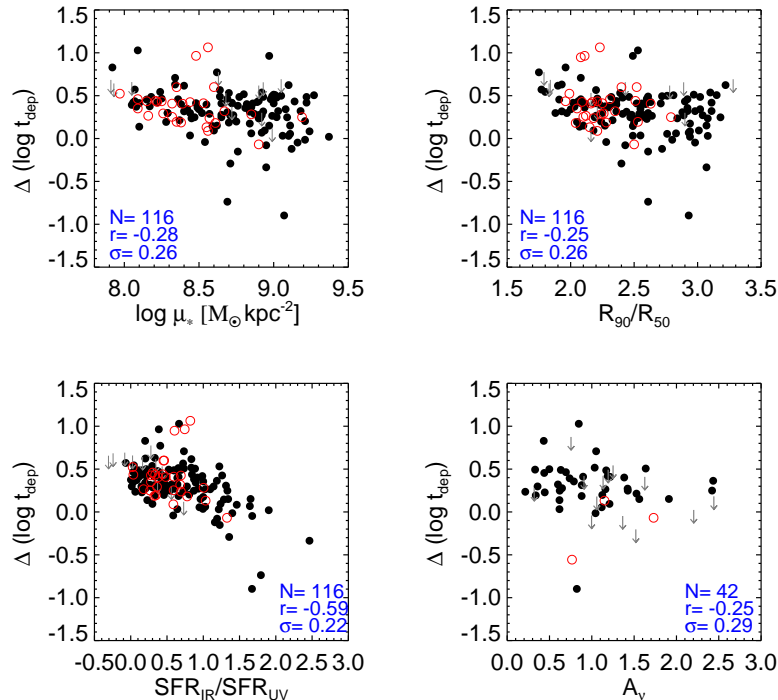 1.5
1.0
0.5
0.0
-0.5
-1.0
-1.5
Δ (log t_dep)
N= 116
r= -0.28
σ= 0.26
8.0 8.5 9.0 9.5
log μ_* [M_⊙ kpc^-2]
1.5
1.0
0.5
0.0
-0.5
-1.0
-1.5
Δ (log t_dep)
N= 116
r= -0.25
σ= 0.26
1.5 2.0 2.5 3.0 3.5
R_90/R_50
1.5
1.0
0.5
0.0
-0.5
-1.0
-1.5
Δ (log t_dep)
N= 116
r= -0.59
σ= 0.22
-0.5 0.0 0.5 1.0 1.5 2.0 2.5 3.0
SFR_IR/SFR_UV
1.5
1.0
0.5
0.0
-0.5
-1.0
-1.5
Δ (log t_dep)
N= 42
r= -0.25
σ= 0.29
0.0 0.5 1.0 1.5 2.0 2.5 3.0
A_v